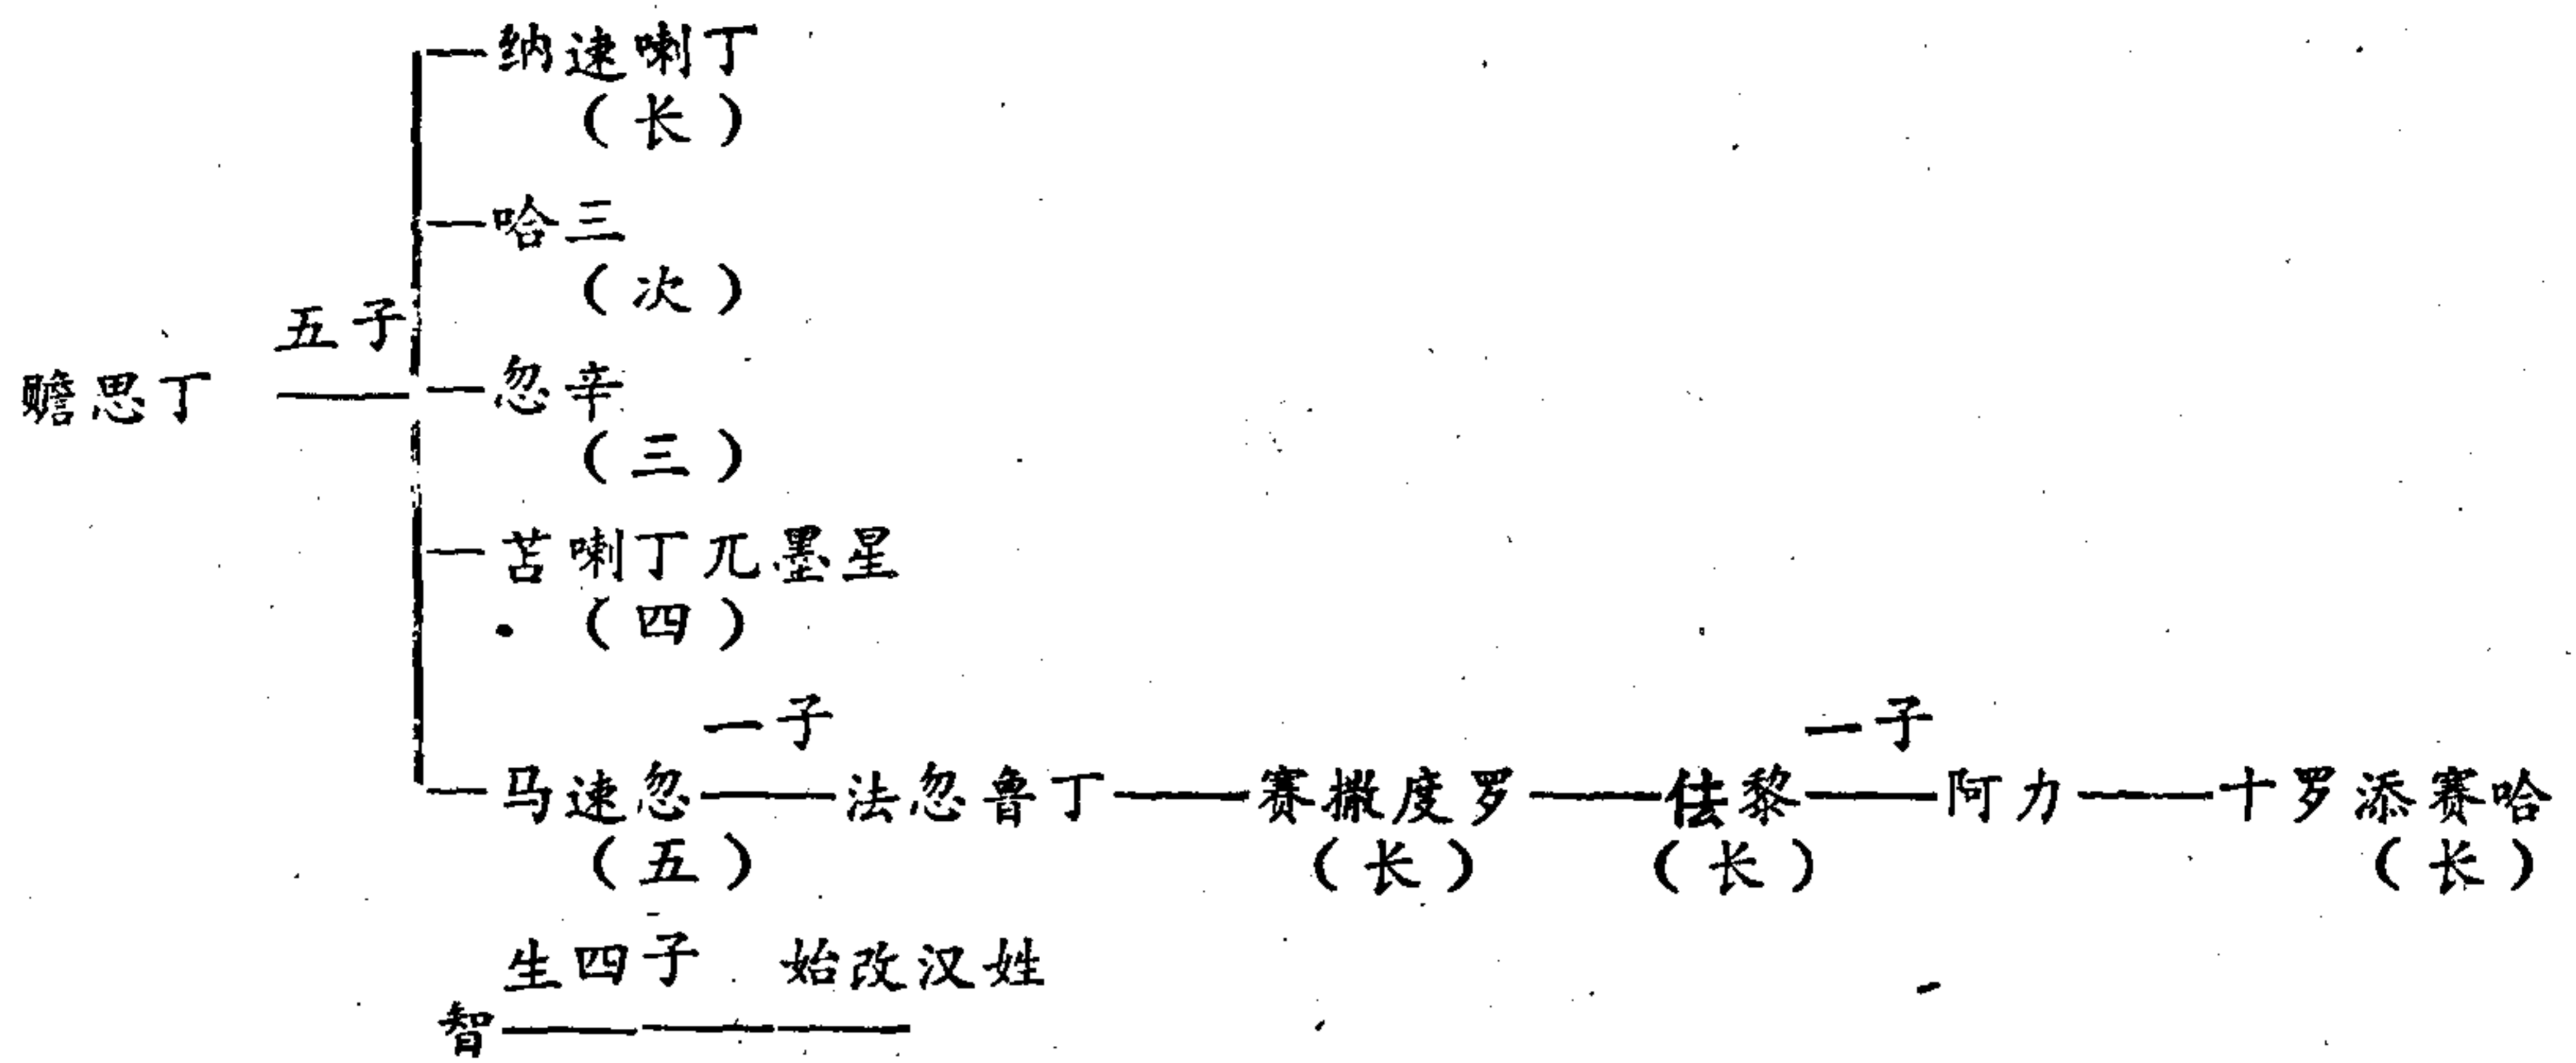 纳速喇丁
（长）
哈三
（次）
五子
赡思丁
忽辛
（三）
苫喇丁兀墨星
（四）
一子 一子
马速忽——法忽鲁丁——赛撒度罗——佉黎——阿力——十罗添赛哈
（五） （长） （长） （长）
生四子 始改汉姓
智———